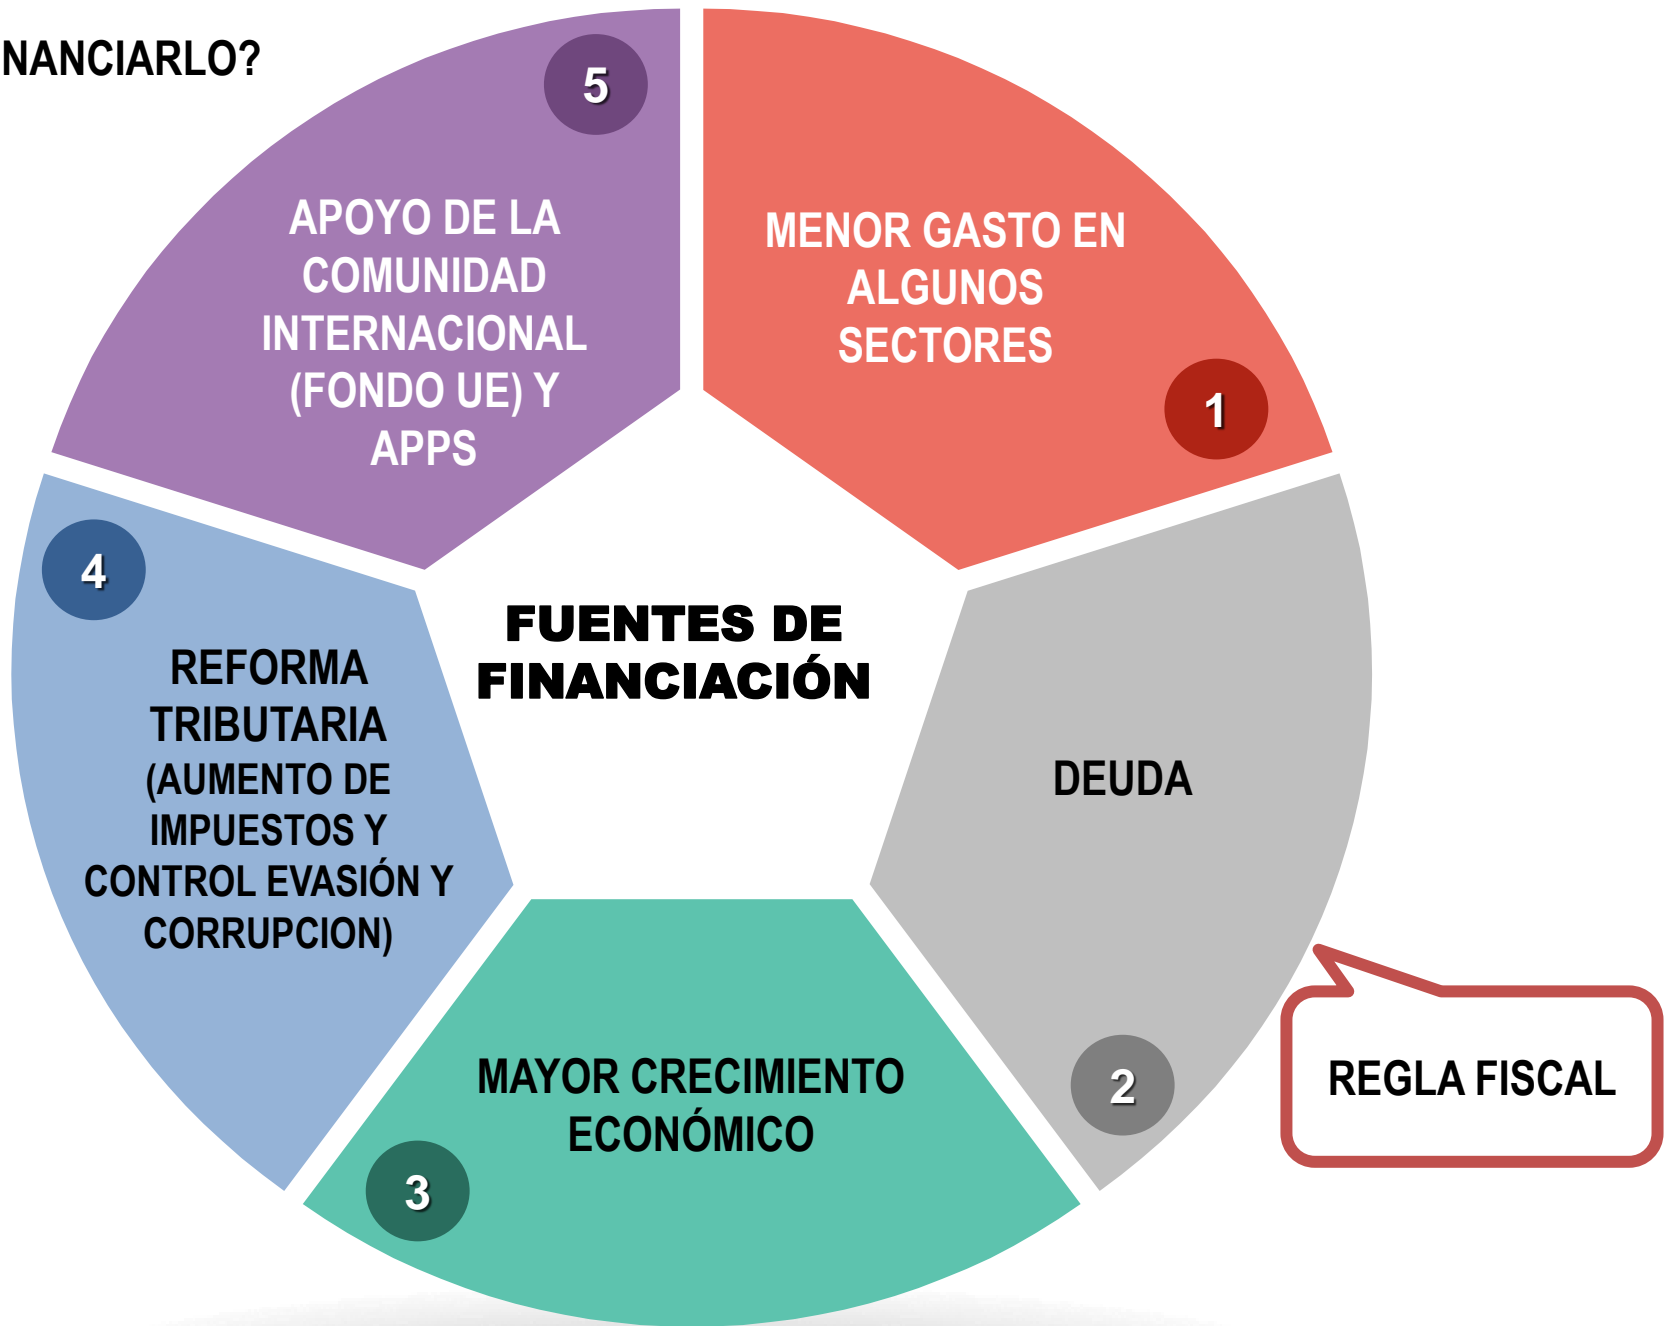 NANCIARLO?
5
APOYO DE LA
COMUNIDAD
INTERNACIONAL
(FONDO UE) Y
APPS
MENOR GASTO EN
ALGUNOS
SECTORES
1
4
REFORMA
TRIBUTARIA
(AUMENTO DE
IMPUESTOS Y
CONTROL EVASIÓN Y
CORRUPCION)
FUENTES DE
FINANCIACIÓN
DEUDA
2
REGLA FISCAL
MAYOR CRECIMIENTO
ECONÓMICO
3